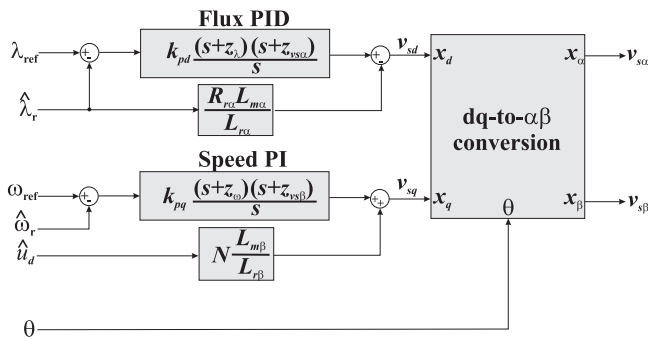 Flux PID
λref
-
kpd (s+zλ)(s+zvsα) / s
-
vsd
xd
xα
vsα
λ̂r
RrαLmα / Lrα
dq-to-αβ
conversion
Speed PI
ωref
-
kpq (s+zω)(s+zvsβ) / s
++
vsq
xq
θ
xβ
vsβ
ω̂r
ûd
N Lmβ / Lrβ
θ